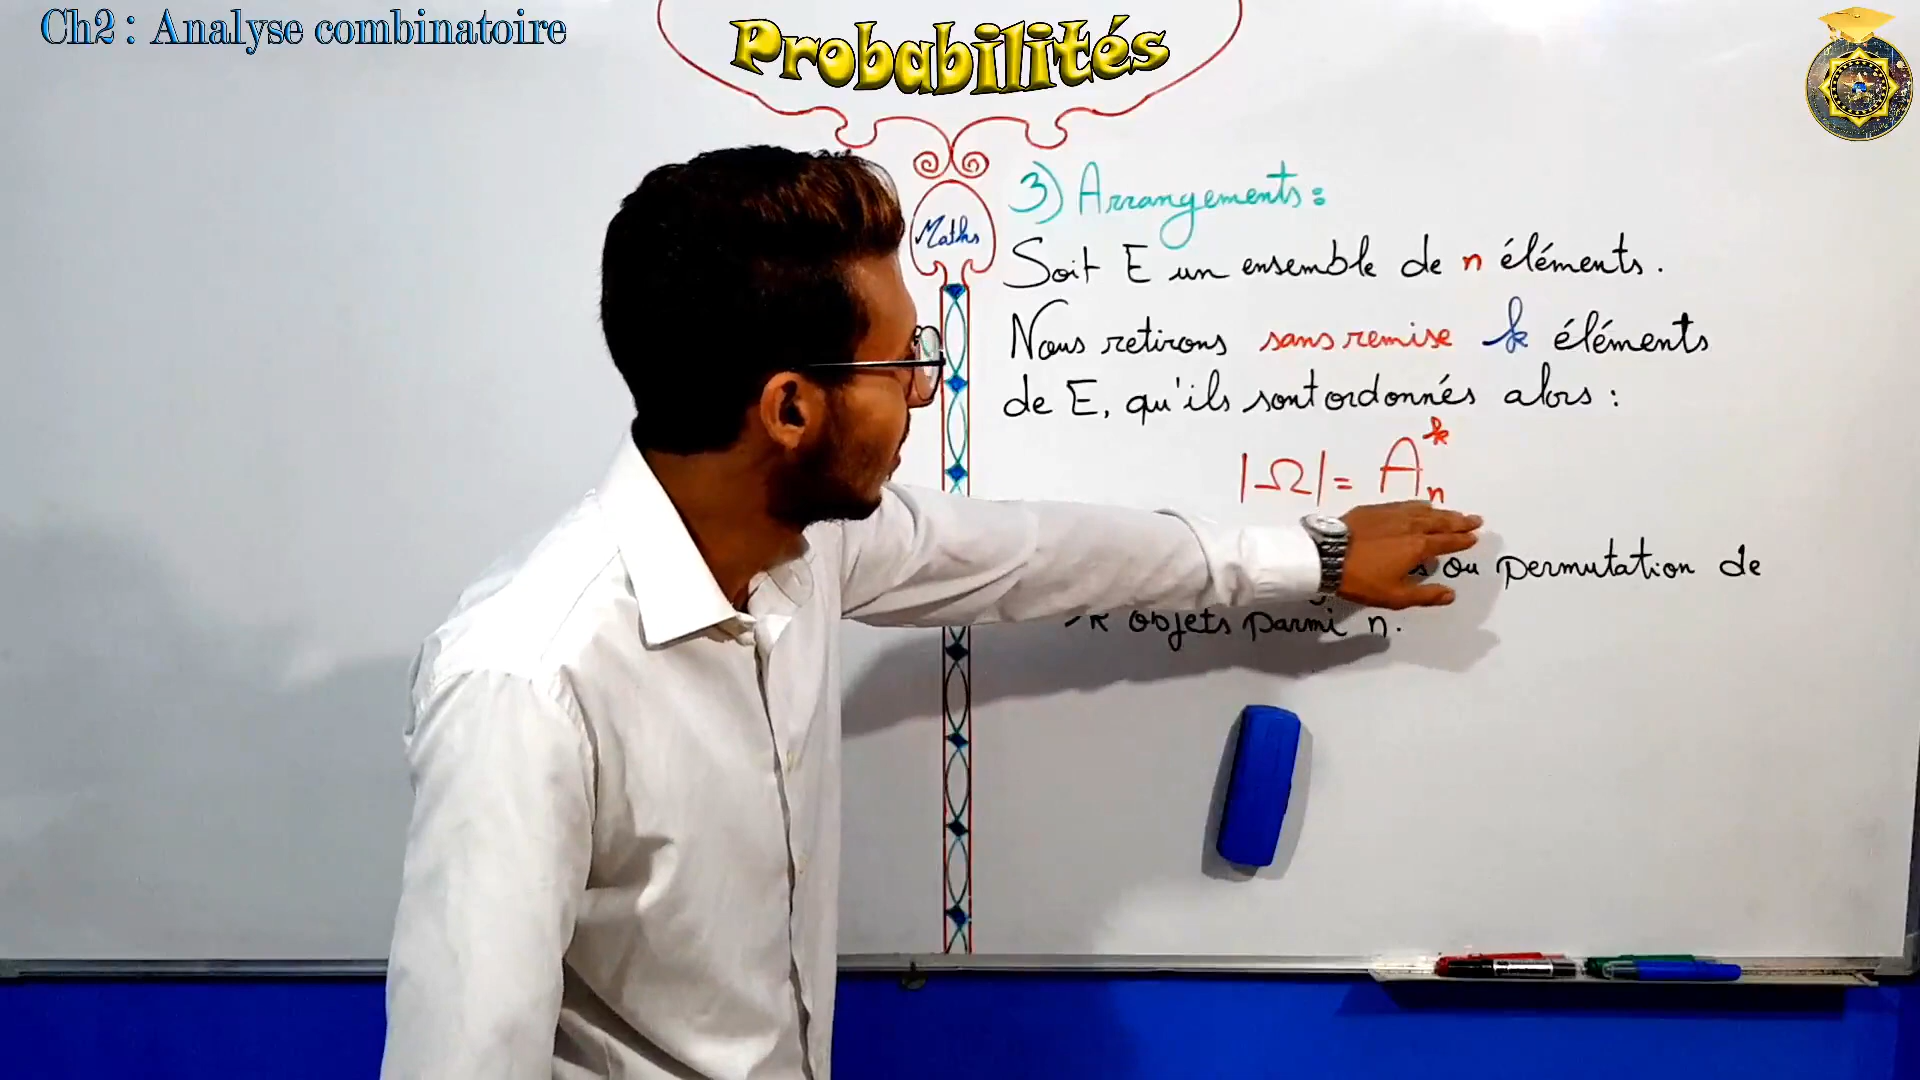 Ch2 : Analyse combinatoire
Probabilités
Maths
3) Arrangements :
Soit E un ensemble de n éléments.
Nous retirons sans remise k éléments
de E, qu'ils sont ordonnés alors :
|Ω| = A_n^k
ou permutation de
k objets parmi n.